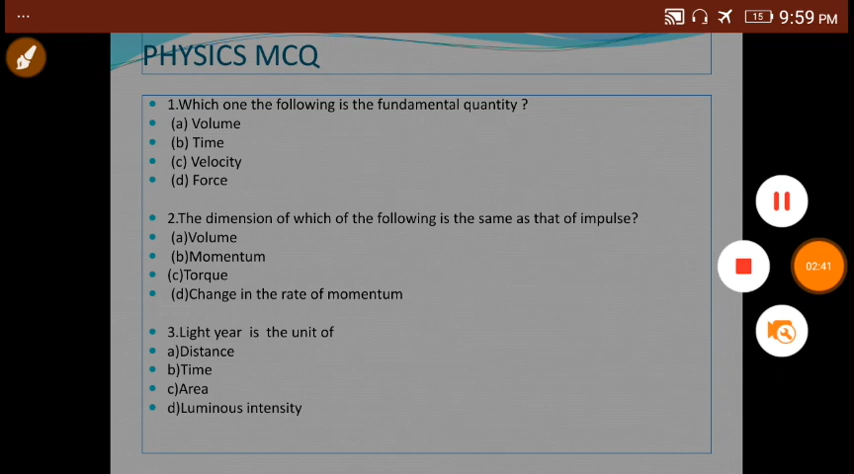 ...
15 9:59 PM
PHYSICS MCQ
1.Which one the following is the fundamental quantity ?
(a) Volume
(b) Time
(c) Velocity
(d) Force
2.The dimension of which of the following is the same as that of impulse?
(a)Volume
(b)Momentum
(c)Torque
(d)Change in the rate of momentum
3.Light year is the unit of
a)Distance
b)Time
c)Area
d)Luminous intensity
02:41